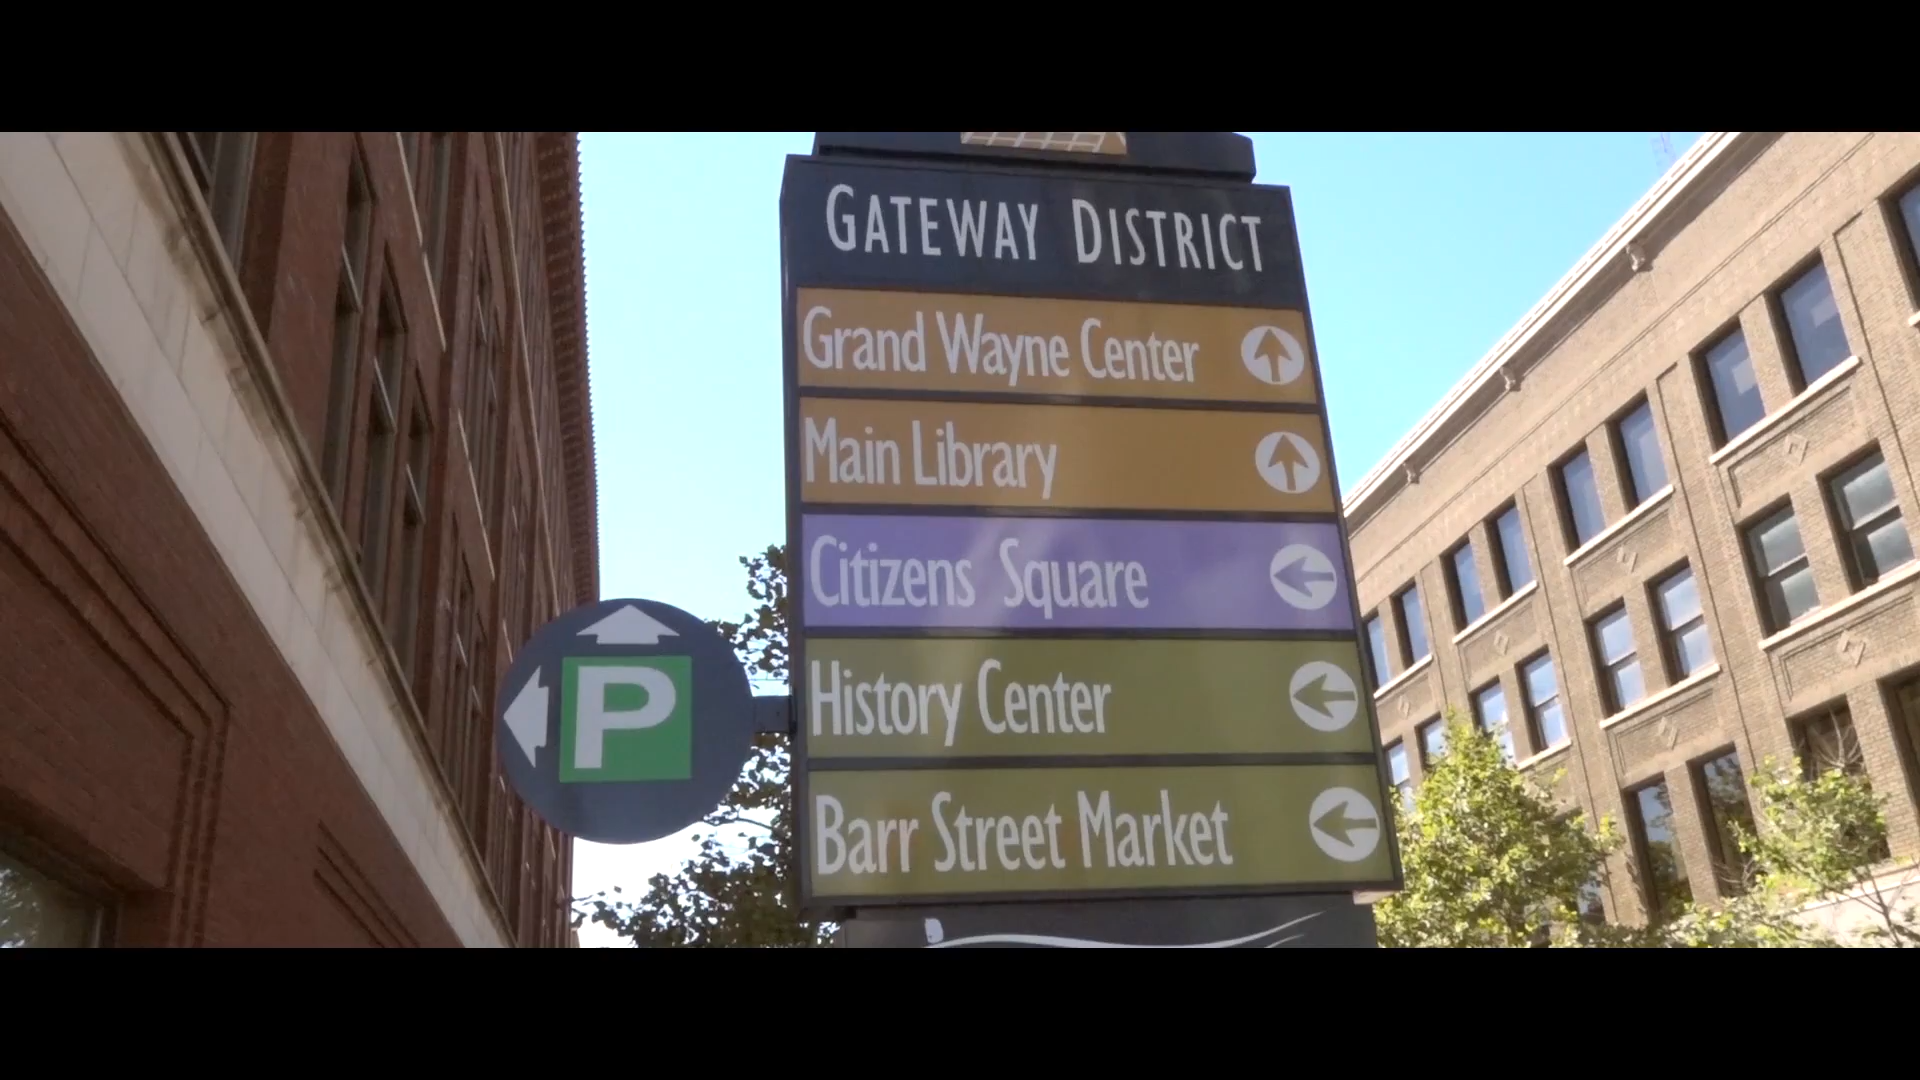 GATEWAY DISTRICT
Grand Wayne Center
Main Library
Citizens Square
History Center
Barr Street Market
P